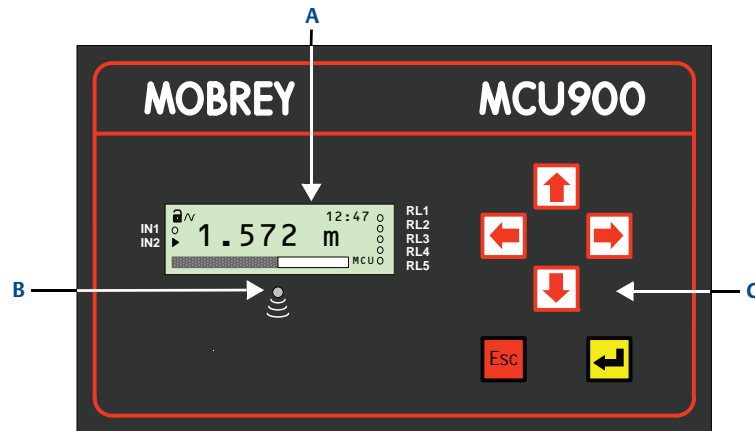 A
MOBREY MCU900
12:47
IN1
IN2
1.572 m
MCU
RL1
RL2
RL3
RL4
RL5
B
C
Esc